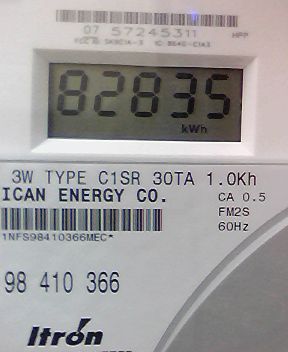 07 57245311 HPP
82835
kWh
3W TYPE C1SR 30TA 1.0Kh
ICAN ENERGY CO. CA 0.5
FM2S
60Hz
1NFS98410366MEC*
98 410 366
Itron